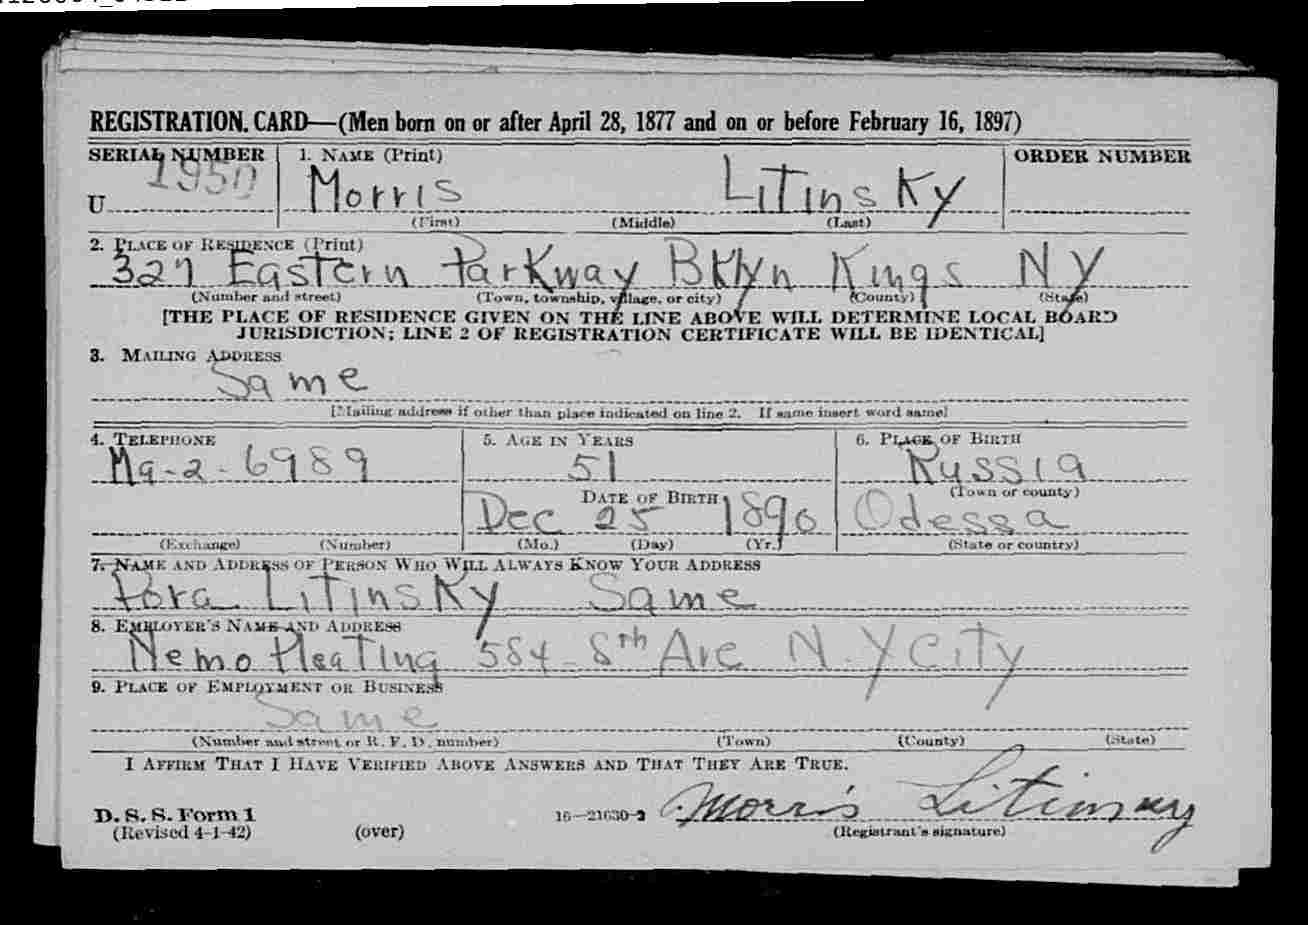 REGISTRATION CARD—(Men born on or after April 28, 1877 and on or before February 16, 1897)
SERIAL NUMBER 1. NAME (Print) ORDER NUMBER
U 1950 Morris Litinsky
(First) (Middle) (Last)
2. PLACE OF RESIDENCE (Print)
327 Eastern Parkway Bklyn Kings NY
(Number and street) (Town, township, village, or city) (County) (State)
[THE PLACE OF RESIDENCE GIVEN ON THE LINE ABOVE WILL DETERMINE LOCAL BOARD
JURISDICTION; LINE 2 OF REGISTRATION CERTIFICATE WILL BE IDENTICAL]
3. MAILING ADDRESS
Same
[Mailing address if other than place indicated on line 2. If same insert word same]
4. TELEPHONE 5. AGE IN YEARS 6. PLACE OF BIRTH
Ma-2-6989 51 Russia
DATE OF BIRTH (Town or county)
Dec 25 1890 Odessa
(Exchange) (Number) (Mo.) (Day) (Yr.) (State or country)
7. NAME AND ADDRESS OF PERSON WHO WILL ALWAYS KNOW YOUR ADDRESS
Litinsky Same
8. EMPLOYER'S NAME AND ADDRESS
Nemo Heating 584-8th Ave N.Y City
9. PLACE OF EMPLOYMENT OR BUSINESS
Same
(Number and street or R. F. D. number) (Town) (County) (State)
I AFFIRM THAT I HAVE VERIFIED ABOVE ANSWERS AND THAT THEY ARE TRUE.
D. S. S. Form 1 16—21630-2 Morris Litinsky
(Revised 4-1-42) (over) (Registrant's signature)